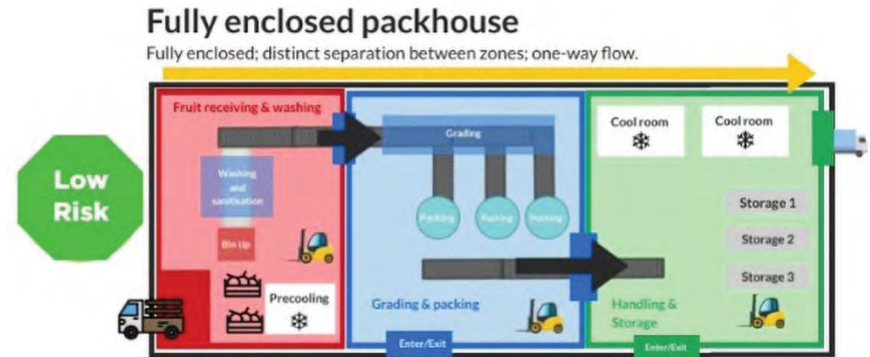 Fully enclosed packhouse
Fully enclosed; distinct separation between zones; one-way flow.
Low
Risk
Fruit receiving & washing
Washing
and
sanitisation
Bin tip
Precooling
Grading
Packing
Packing
Packing
Grading & packing
Enter/Exit
Cool room
Cool room
Storage 1
Storage 2
Storage 3
Handling &
Storage
Enter/Exit